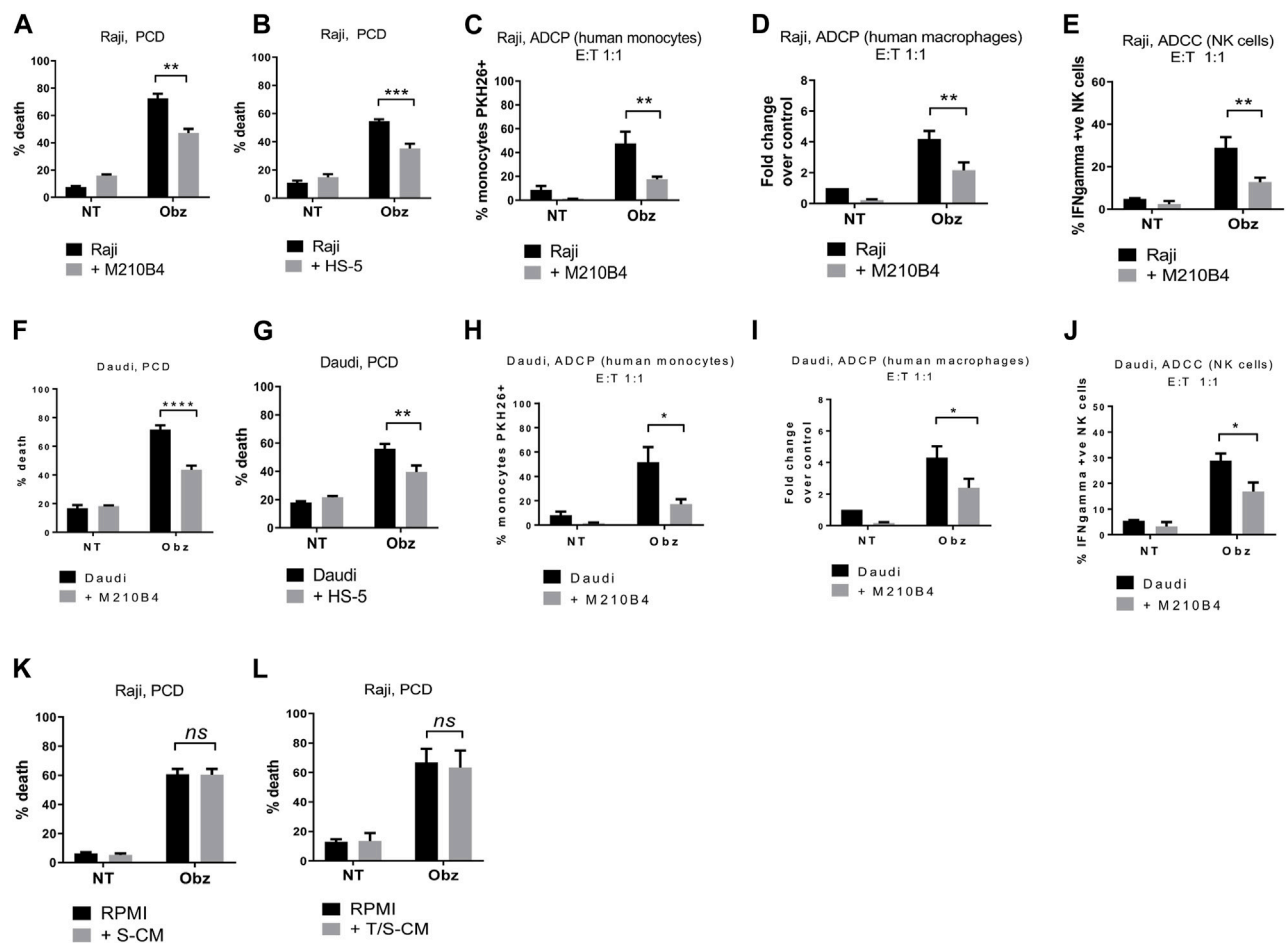 A
Raji, PCD
% death
100
80
60
40
20
0
**
NT
Obz
Raji
+ M210B4
B
Raji, PCD
% death
100
80
60
40
20
0
***
NT
Obz
Raji
+ HS-5
C
Raji, ADCP (human monocytes)
E:T 1:1
% monocytes PKH26+
100
80
60
40
20
0
**
NT
Obz
Raji
+ M210B4
D
Raji, ADCP (human macrophages)
E:T 1:1
Fold change
over control
8
6
4
2
0
**
NT
Obz
Raji
+ M210B4
E
Raji, ADCC (NK cells)
E:T 1:1
% IFNgamma +ve NK cells
60
40
20
0
**
NT
Obz
Raji
+ M210B4
F
Daudi, PCD
% death
100
80
60
40
20
0
****
NT
Obz
Daudi
+ M210B4
G
Daudi, PCD
% death
100
80
60
40
20
0
**
NT
Obz
Daudi
+ HS-5
H
Daudi, ADCP (human monocytes)
E:T 1:1
% monocytes PKH26+
100
80
60
40
20
0
*
NT
Obz
Daudi
+ M210B4
I
Daudi, ADCP (human macrophages)
E:T 1:1
Fold change
over control
8
6
4
2
0
*
NT
Obz
Daudi
+ M210B4
J
Daudi, ADCC (NK cells)
E:T 1:1
% IFNgamma +ve NK cells
50
40
30
20
10
0
*
NT
Obz
Daudi
+ M210B4
K
Raji, PCD
% death
100
80
60
40
20
0
ns
NT
Obz
RPMI
+ S-CM
L
Raji, PCD
% death
100
80
60
40
20
0
ns
NT
Obz
RPMI
+ T/S-CM